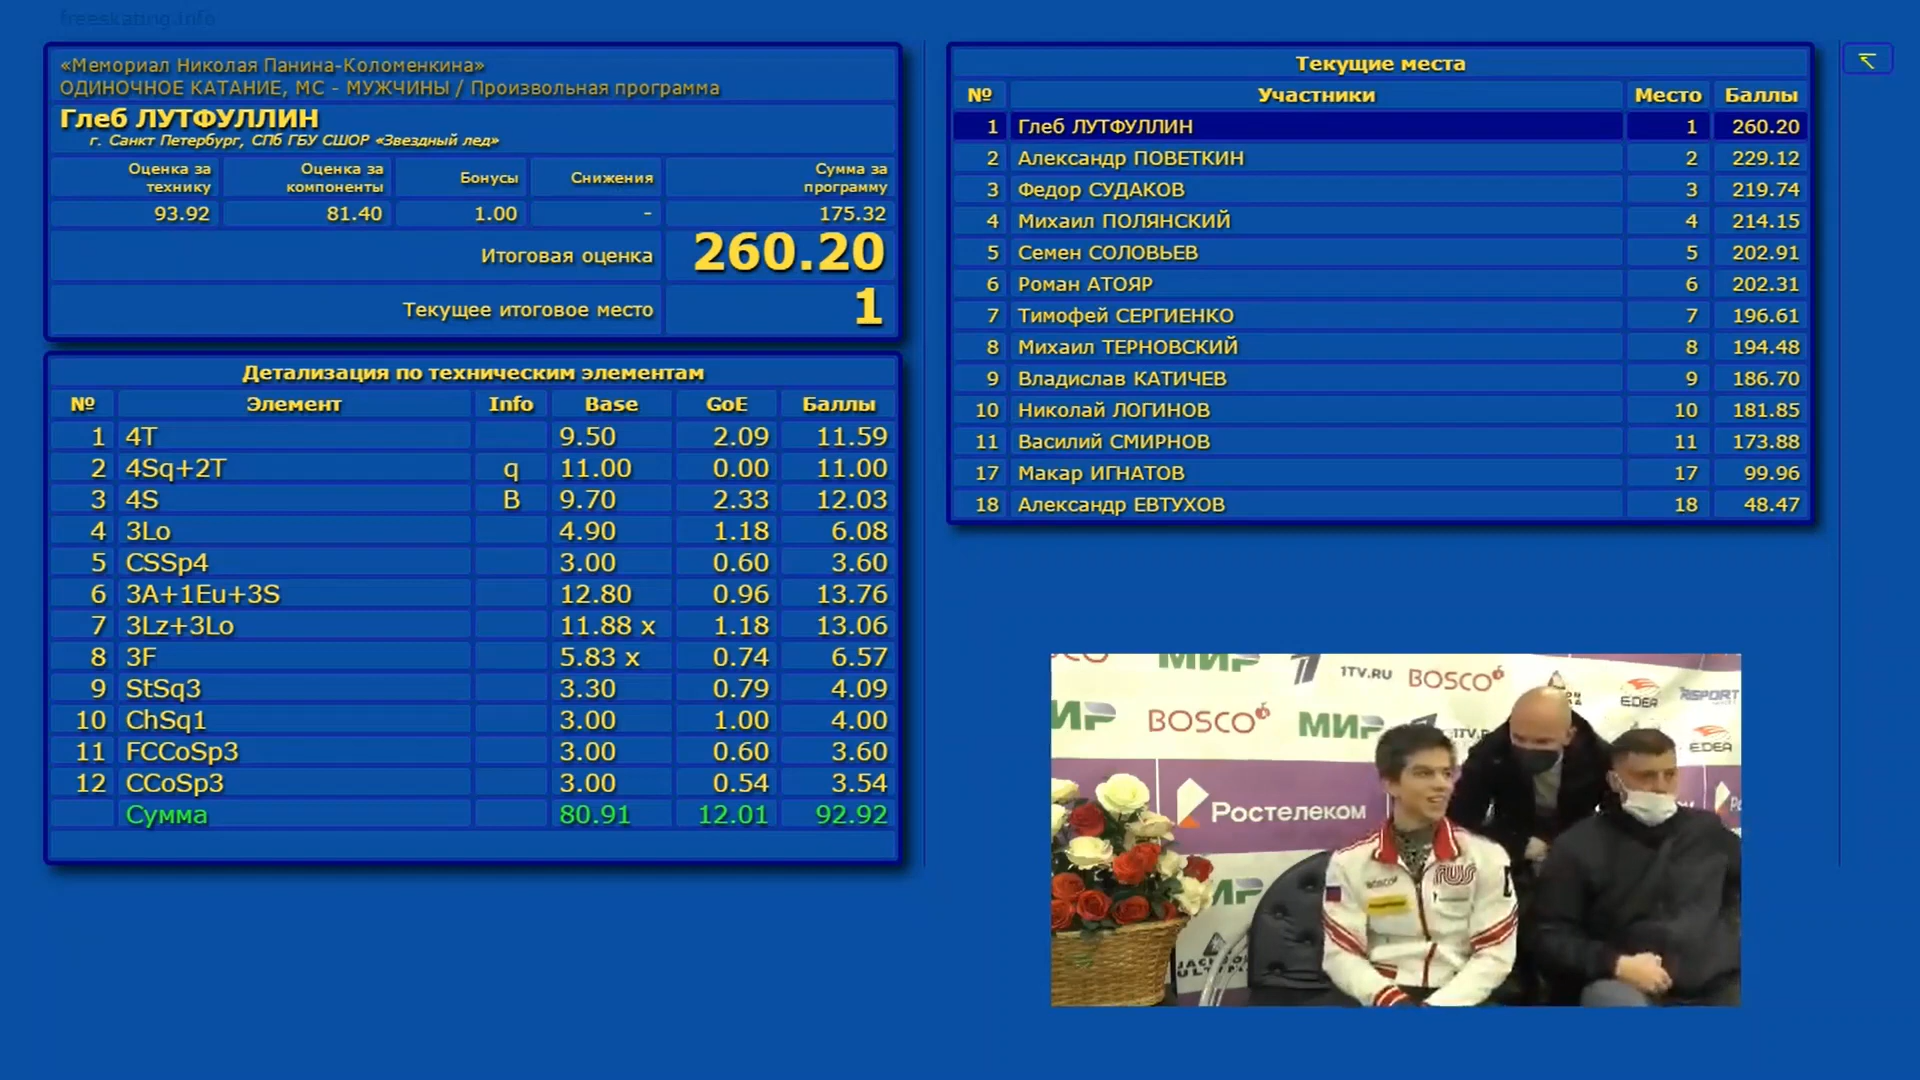 freeskating.info
«Мемориал Николая Панина-Коломенкина»
ОДИНОЧНОЕ КАТАНИЕ, МС - МУЖЧИНЫ / Произвольная программа
Глеб ЛУТФУЛЛИН
г. Санкт Петербург, СПб ГБУ СШОР «Звездный лед»
Оценка за технику Оценка за компоненты Бонусы Снижения Сумма за программу
93.92 81.40 1.00 - 175.32
Итоговая оценка 260.20
Текущее итоговое место 1
Детализация по техническим элементам
№ Элемент Info Base GoE Баллы
1 4T 9.50 2.09 11.59
2 4Sq+2T q 11.00 0.00 11.00
3 4S B 9.70 2.33 12.03
4 3Lo 4.90 1.18 6.08
5 CSSp4 3.00 0.60 3.60
6 3A+1Eu+3S 12.80 0.96 13.76
7 3Lz+3Lo 11.88 x 1.18 13.06
8 3F 5.83 x 0.74 6.57
9 StSq3 3.30 0.79 4.09
10 ChSq1 3.00 1.00 4.00
11 FCCoSp3 3.00 0.60 3.60
12 CCoSp3 3.00 0.54 3.54
Сумма 80.91 12.01 92.92
Текущие места
№ Участники Место Баллы
1 Глеб ЛУТФУЛЛИН 1 260.20
2 Александр ПОВЕТКИН 2 229.12
3 Федор СУДАКОВ 3 219.74
4 Михаил ПОЛЯНСКИЙ 4 214.15
5 Семен СОЛОВЬЕВ 5 202.91
6 Роман АТОЯР 6 202.31
7 Тимофей СЕРГИЕНКО 7 196.61
8 Михаил ТЕРНОВСКИЙ 8 194.48
9 Владислав КАТИЧЕВ 9 186.70
10 Николай ЛОГИНОВ 10 181.85
11 Василий СМИРНОВ 11 173.88
17 Макар ИГНАТОВ 17 99.96
18 Александр ЕВТУХОВ 18 48.47
МИР 1TV.RU BOSCO EDEA
МИР BOSCO МИР 1TV.R EDEA
Ростелеком
BOSCO RUS